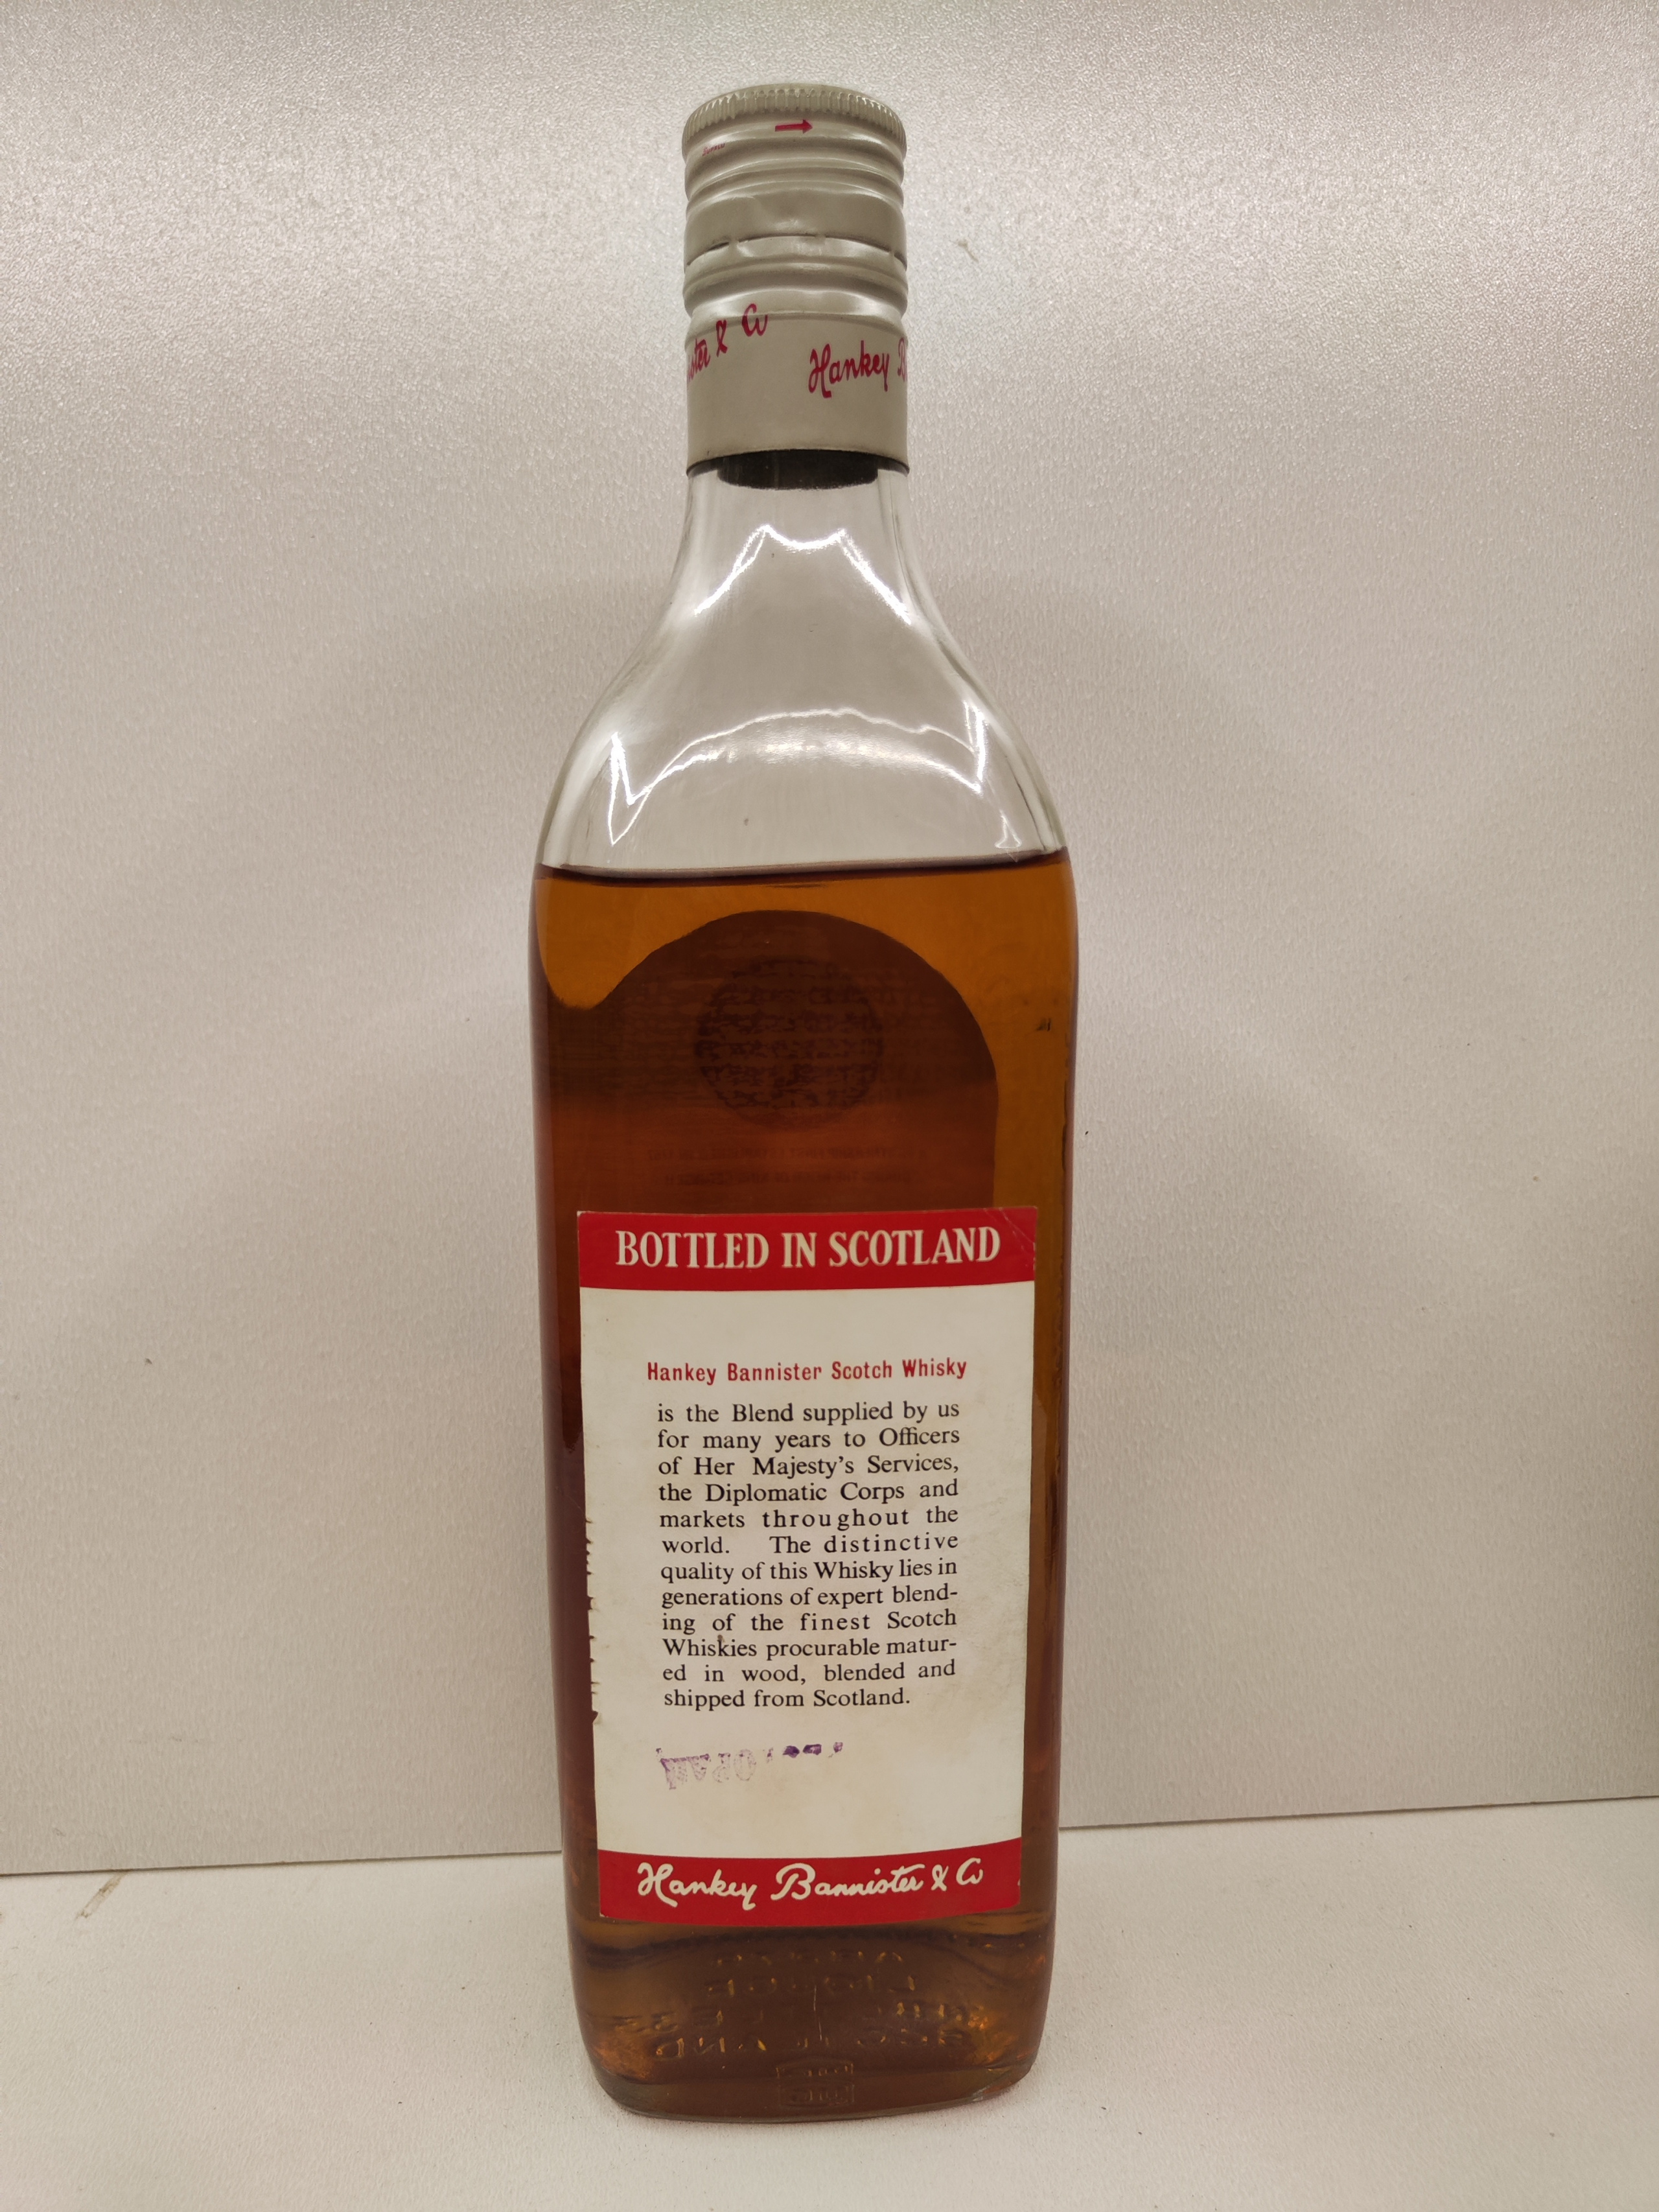 ister & Co
Hankey B
BOTTLED IN SCOTLAND
Hankey Bannister Scotch Whisky
is the Blend supplied by us
for many years to Officers
of Her Majesty's Services,
the Diplomatic Corps and
markets throughout the
world. The distinctive
quality of this Whisky lies in
generations of expert blend-
ing of the finest Scotch
Whiskies procurable matur-
ed in wood, blended and
shipped from Scotland.
Hankey Bannister & Co